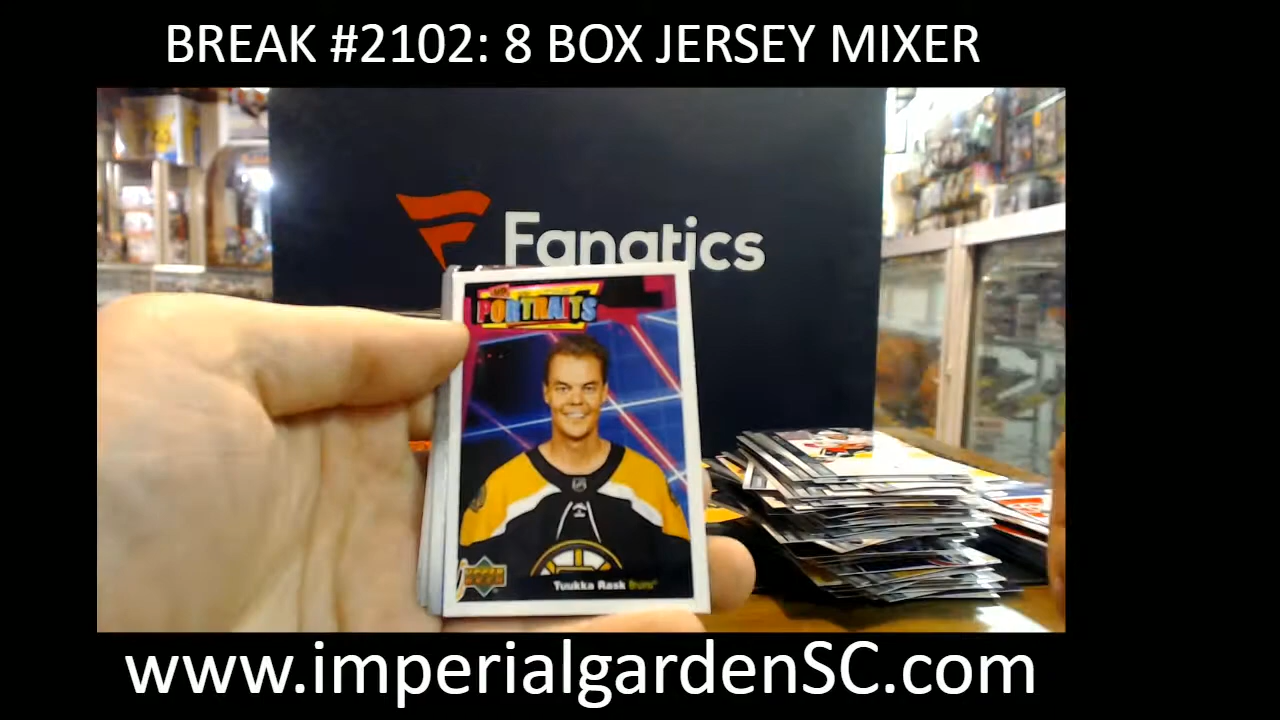 BREAK #2102: 8 BOX JERSEY MIXER
Fanatics
PORTRAITS
Tuukka Rask
www.imperialgardenSC.com